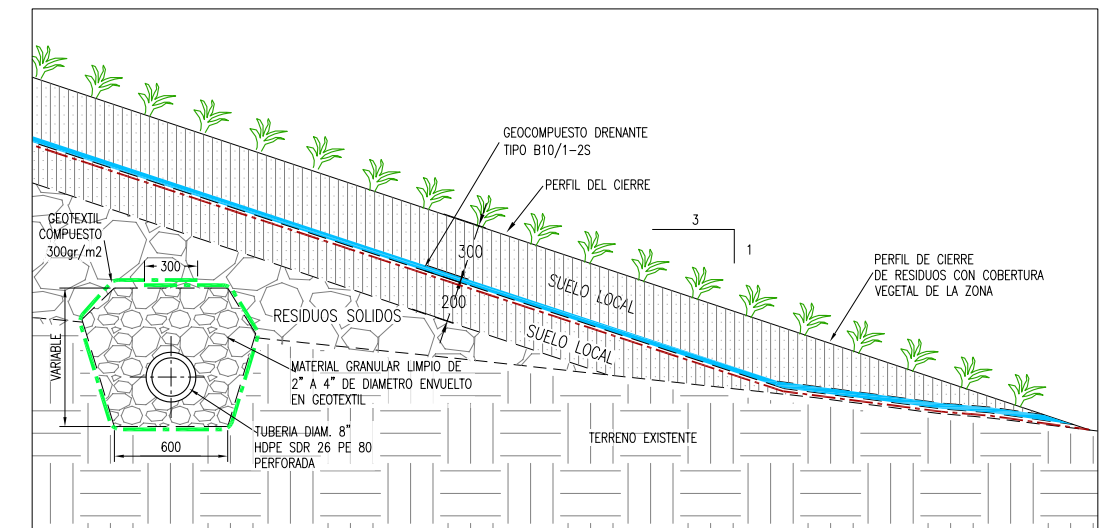 GEOCOMPUESTO DRENANTE
TIPO B10/1-2S
PERFIL DEL CIERRE
3
1
GEOTEXTIL
COMPUESTO
300gr/m2
300
300
200
SUELO LOCAL
SUELO LOCAL
PERFIL DE CIERRE
DE RESIDUOS CON COBERTURA
VEGETAL DE LA ZONA
RESIDUOS SOLIDOS
VARIABLE
MATERIAL GRANULAR LIMPIO DE
2" A 4" DE DIAMETRO ENVUELTO
EN GEOTEXTIL
TUBERIA DIAM. 8"
HDPE SDR 26 PE 80
PERFORADA
600
TERRENO EXISTENTE